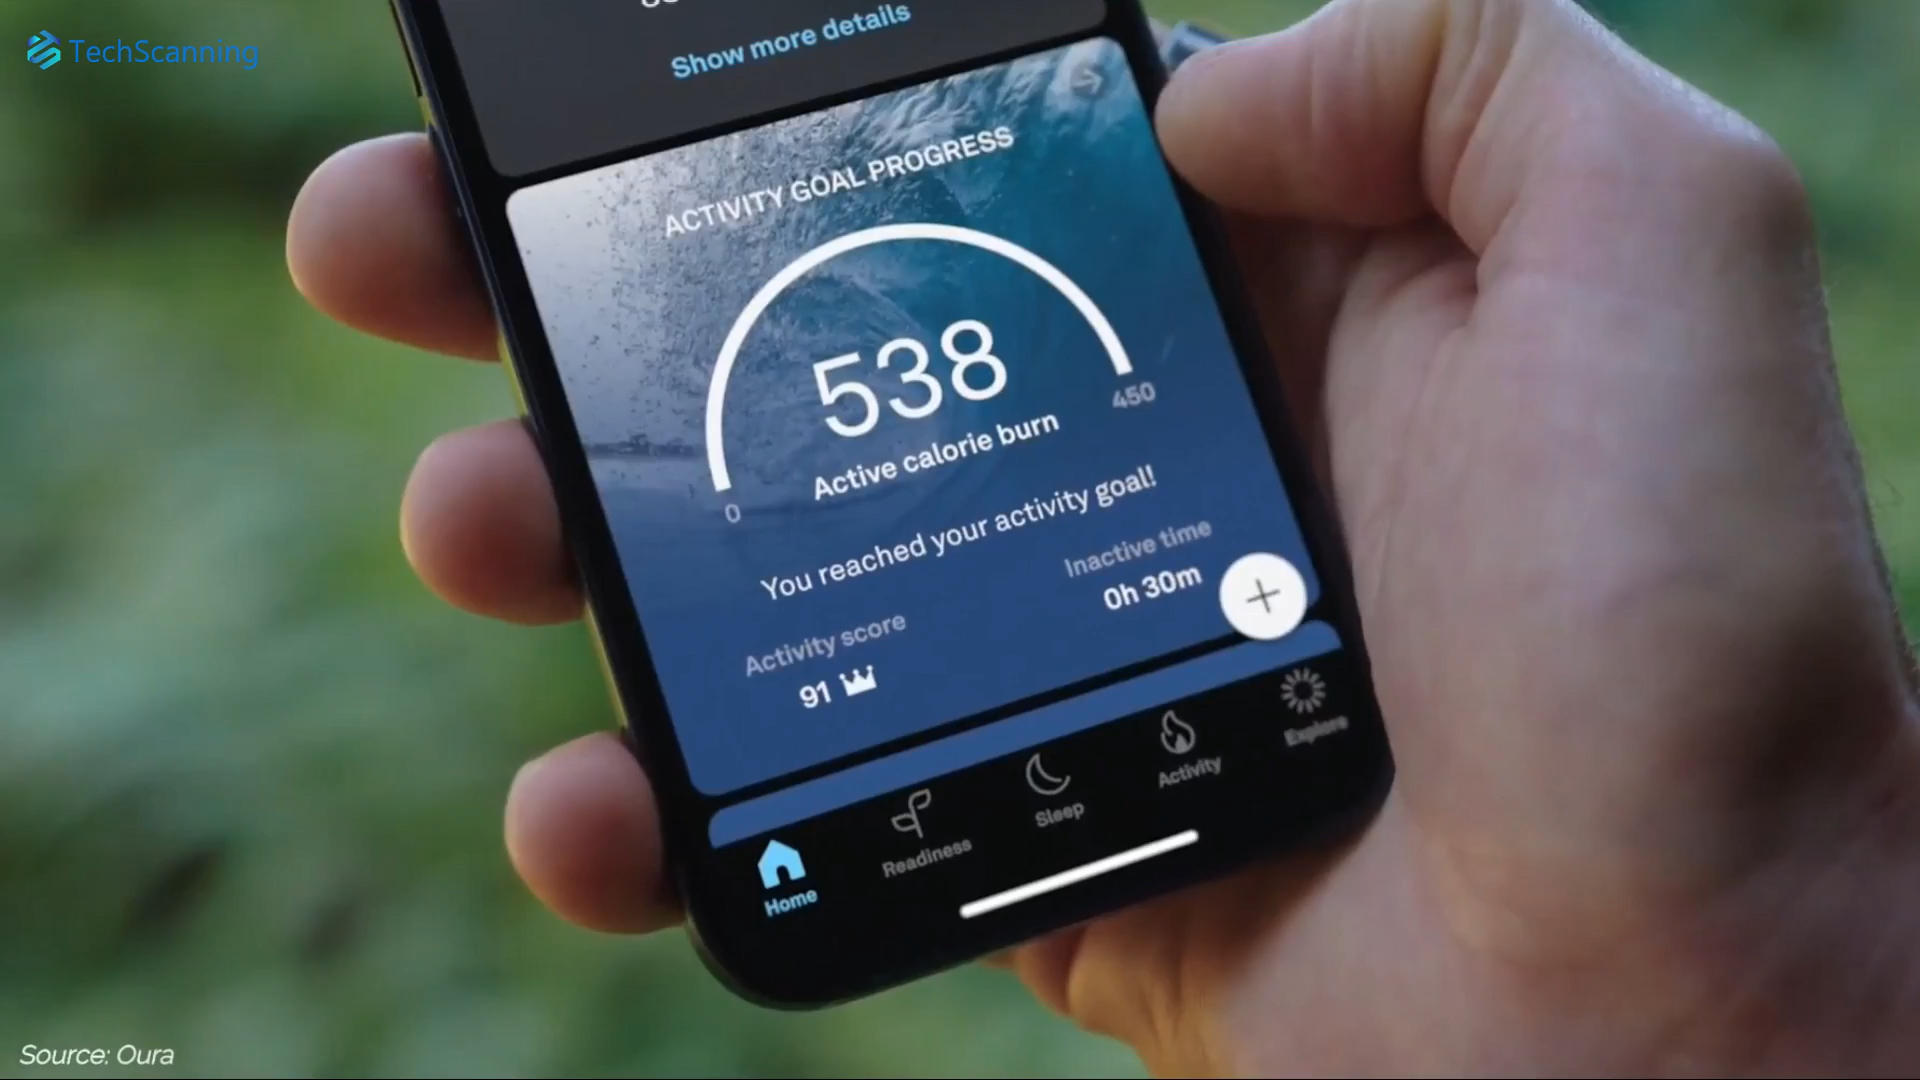 TechScanning
Show more details
ACTIVITY GOAL PROGRESS
538
0
450
Active calorie burn
You reached your activity goal!
Activity score
91
Inactive time
0h 30m
Home
Readiness
Sleep
Activity
Explore
Source: Oura